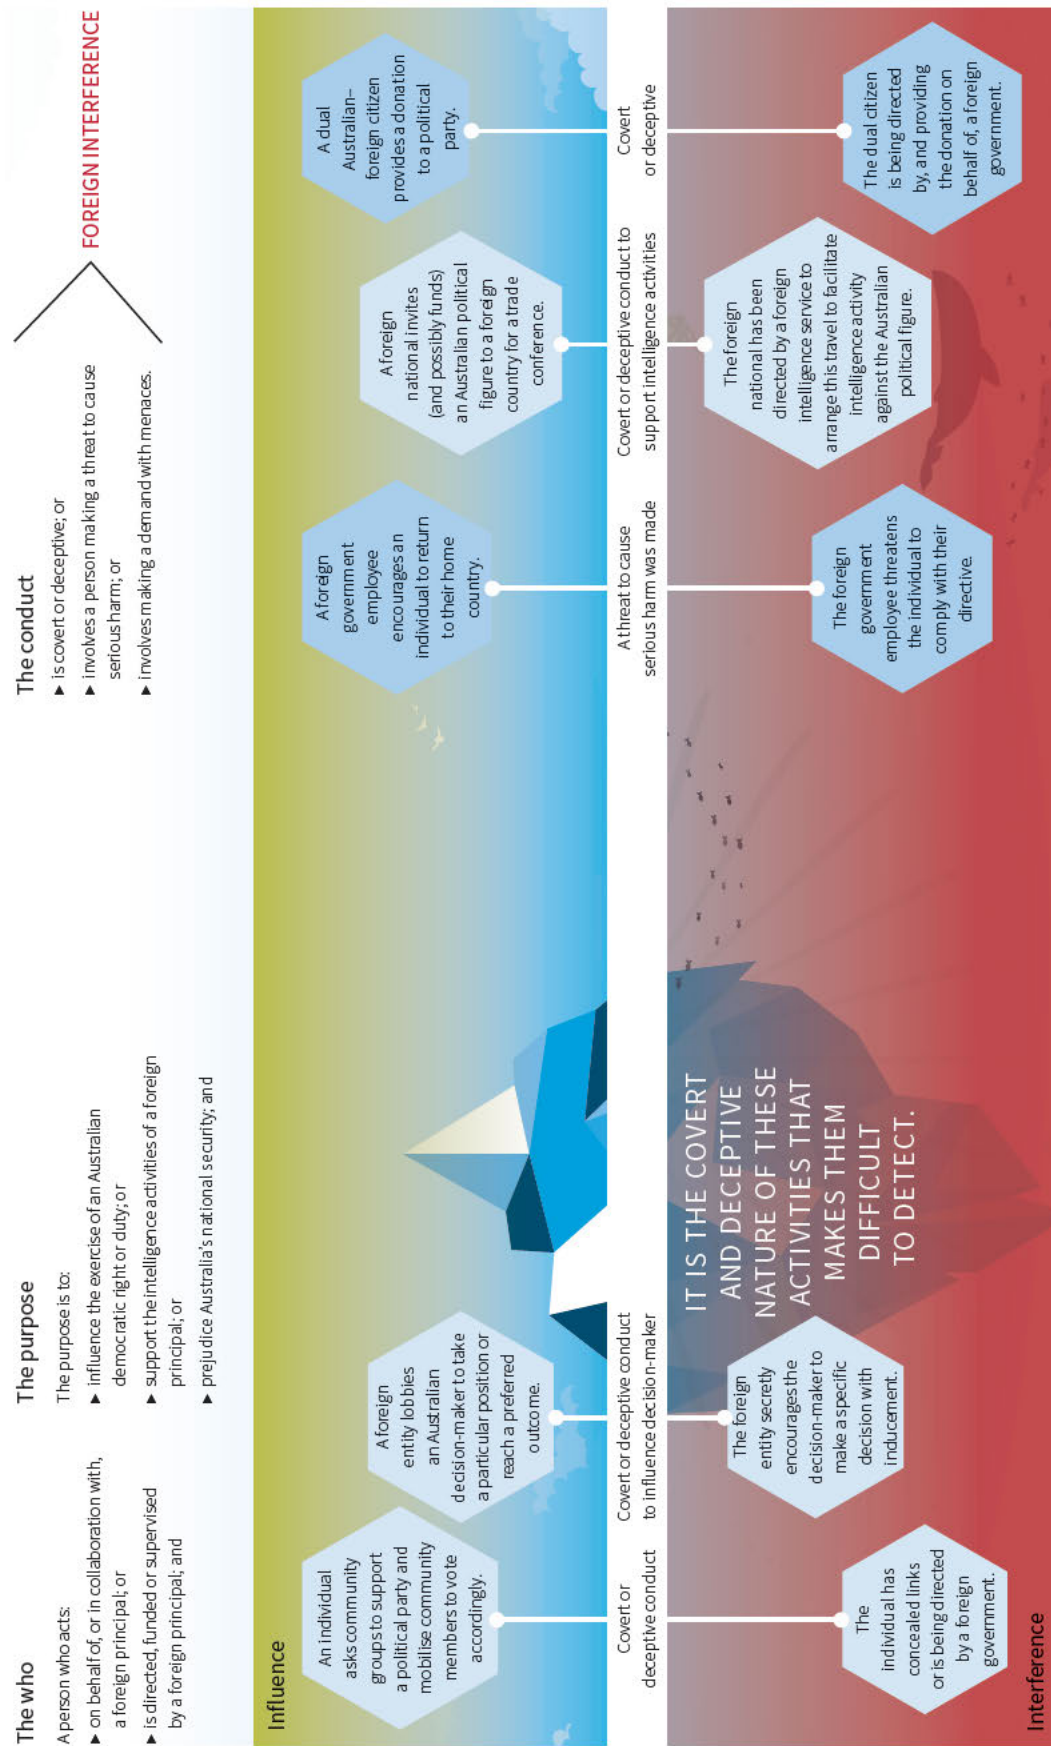 The who
A person who acts:
▶ on behalf of, or in collaboration with,
a foreign principal; or
▶ is directed, funded or supervised
by a foreign principal; and
The purpose
The purpose is to:
▶ influence the exercise of an Australian
democratic right or duty; or
▶ support the intelligence activities of a foreign
principal; or
▶ prejudice Australia's national security; and
The conduct
▶ is covert or deceptive; or
▶ involves a person making a threat to cause
serious harm; or
▶ involves making a demand with menaces.
FOREIGN INTERFERENCE
Influence
An individual
asks community
groups to support
a political party and
mobilise community
members to vote
accordingly.
A foreign
entity lobbies
an Australian
decision-maker to take
a particular position or
reach a preferred
outcome.
A foreign
government
employee
encourages an
individual to return
to their home
country.
A foreign
national invites
(and possibly funds)
an Australian political
figure to a foreign
country for a trade
conference.
A dual
Australian–
foreign citizen
provides a donation
to a political
party.
Covert or
deceptive conduct
Covert or deceptive conduct
to influence decision-maker
A threat to cause
serious harm was made
Covert or deceptive conduct to
support intelligence activities
Covert
or deceptive
The
individual has
concealed links
or is being directed
by a foreign
government.
The foreign
entity secretly
encourages the
decision-maker to
make a specific
decision with
inducement.
IT IS THE COVERT
AND DECEPTIVE
NATURE OF THESE
ACTIVITIES THAT
MAKES THEM
DIFFICULT
TO DETECT.
The foreign
government
employee threatens
the individual to
comply with their
directive.
The foreign
national has been
directed by a foreign
intelligence service to
arrange this travel to facilitate
intelligence activity
against the Australian
political figure.
The dual citizen
is being directed
by, and providing
the donation on
behalf of, a foreign
government.
Interference